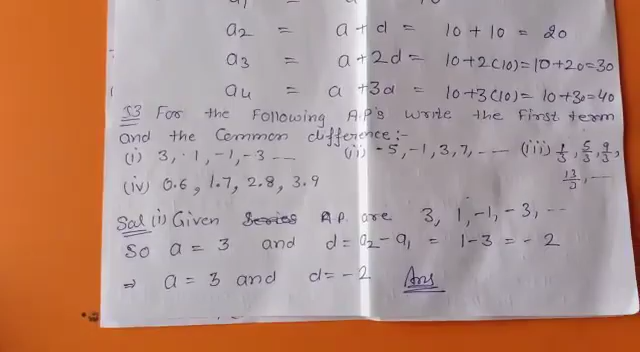 a2 = a+d = 10+10 = 20
a3 = a+2d = 10+2(10)=10+20=30
a4 = a+3d = 10+3(10)= 10+30=40
Q3 For the Following A.P.'s write the First term
and the Common difference:-
(i) 3, 1, -1, -3 --- (ii) -5, -1, 3, 7, --- (iii) 1/3, 5/3, 9/3,
13/3, ---
(iv) 0.6, 1.7, 2.8, 3.9
Sol (i) Given Series A.P. are 3, 1, -1, -3, ---
So a = 3 and d = a2 - a1 = 1-3 = -2
⇒ a = 3 and d = -2 Ans